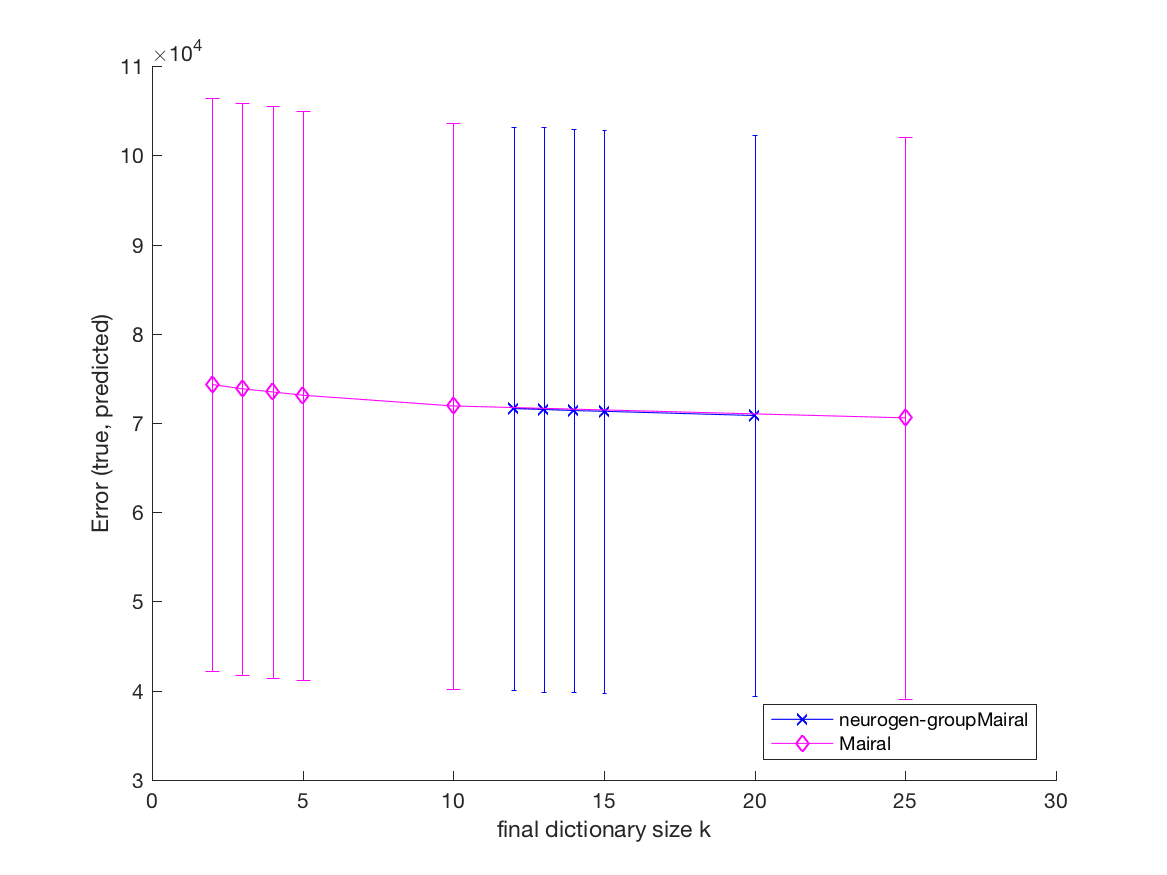 ×10^4
11
10
9
8
7
6
5
4
3
Error (true, predicted)
0 5 10 15 20 25 30
final dictionary size k
neurogen-groupMairal
Mairal